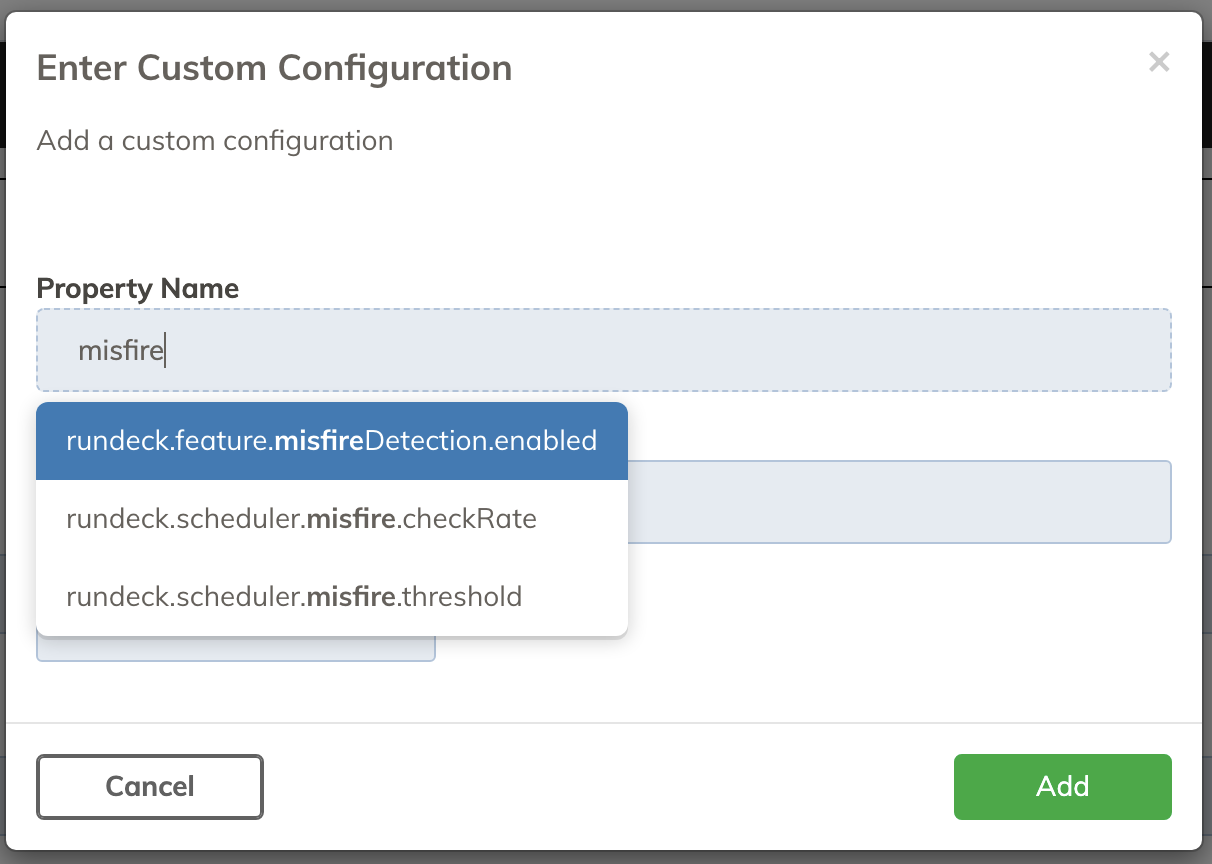 Enter Custom Configuration
×
Add a custom configuration
Property Name
misfire
rundeck.feature.misfireDetection.enabled
rundeck.scheduler.misfire.checkRate
rundeck.scheduler.misfire.threshold
Cancel
Add